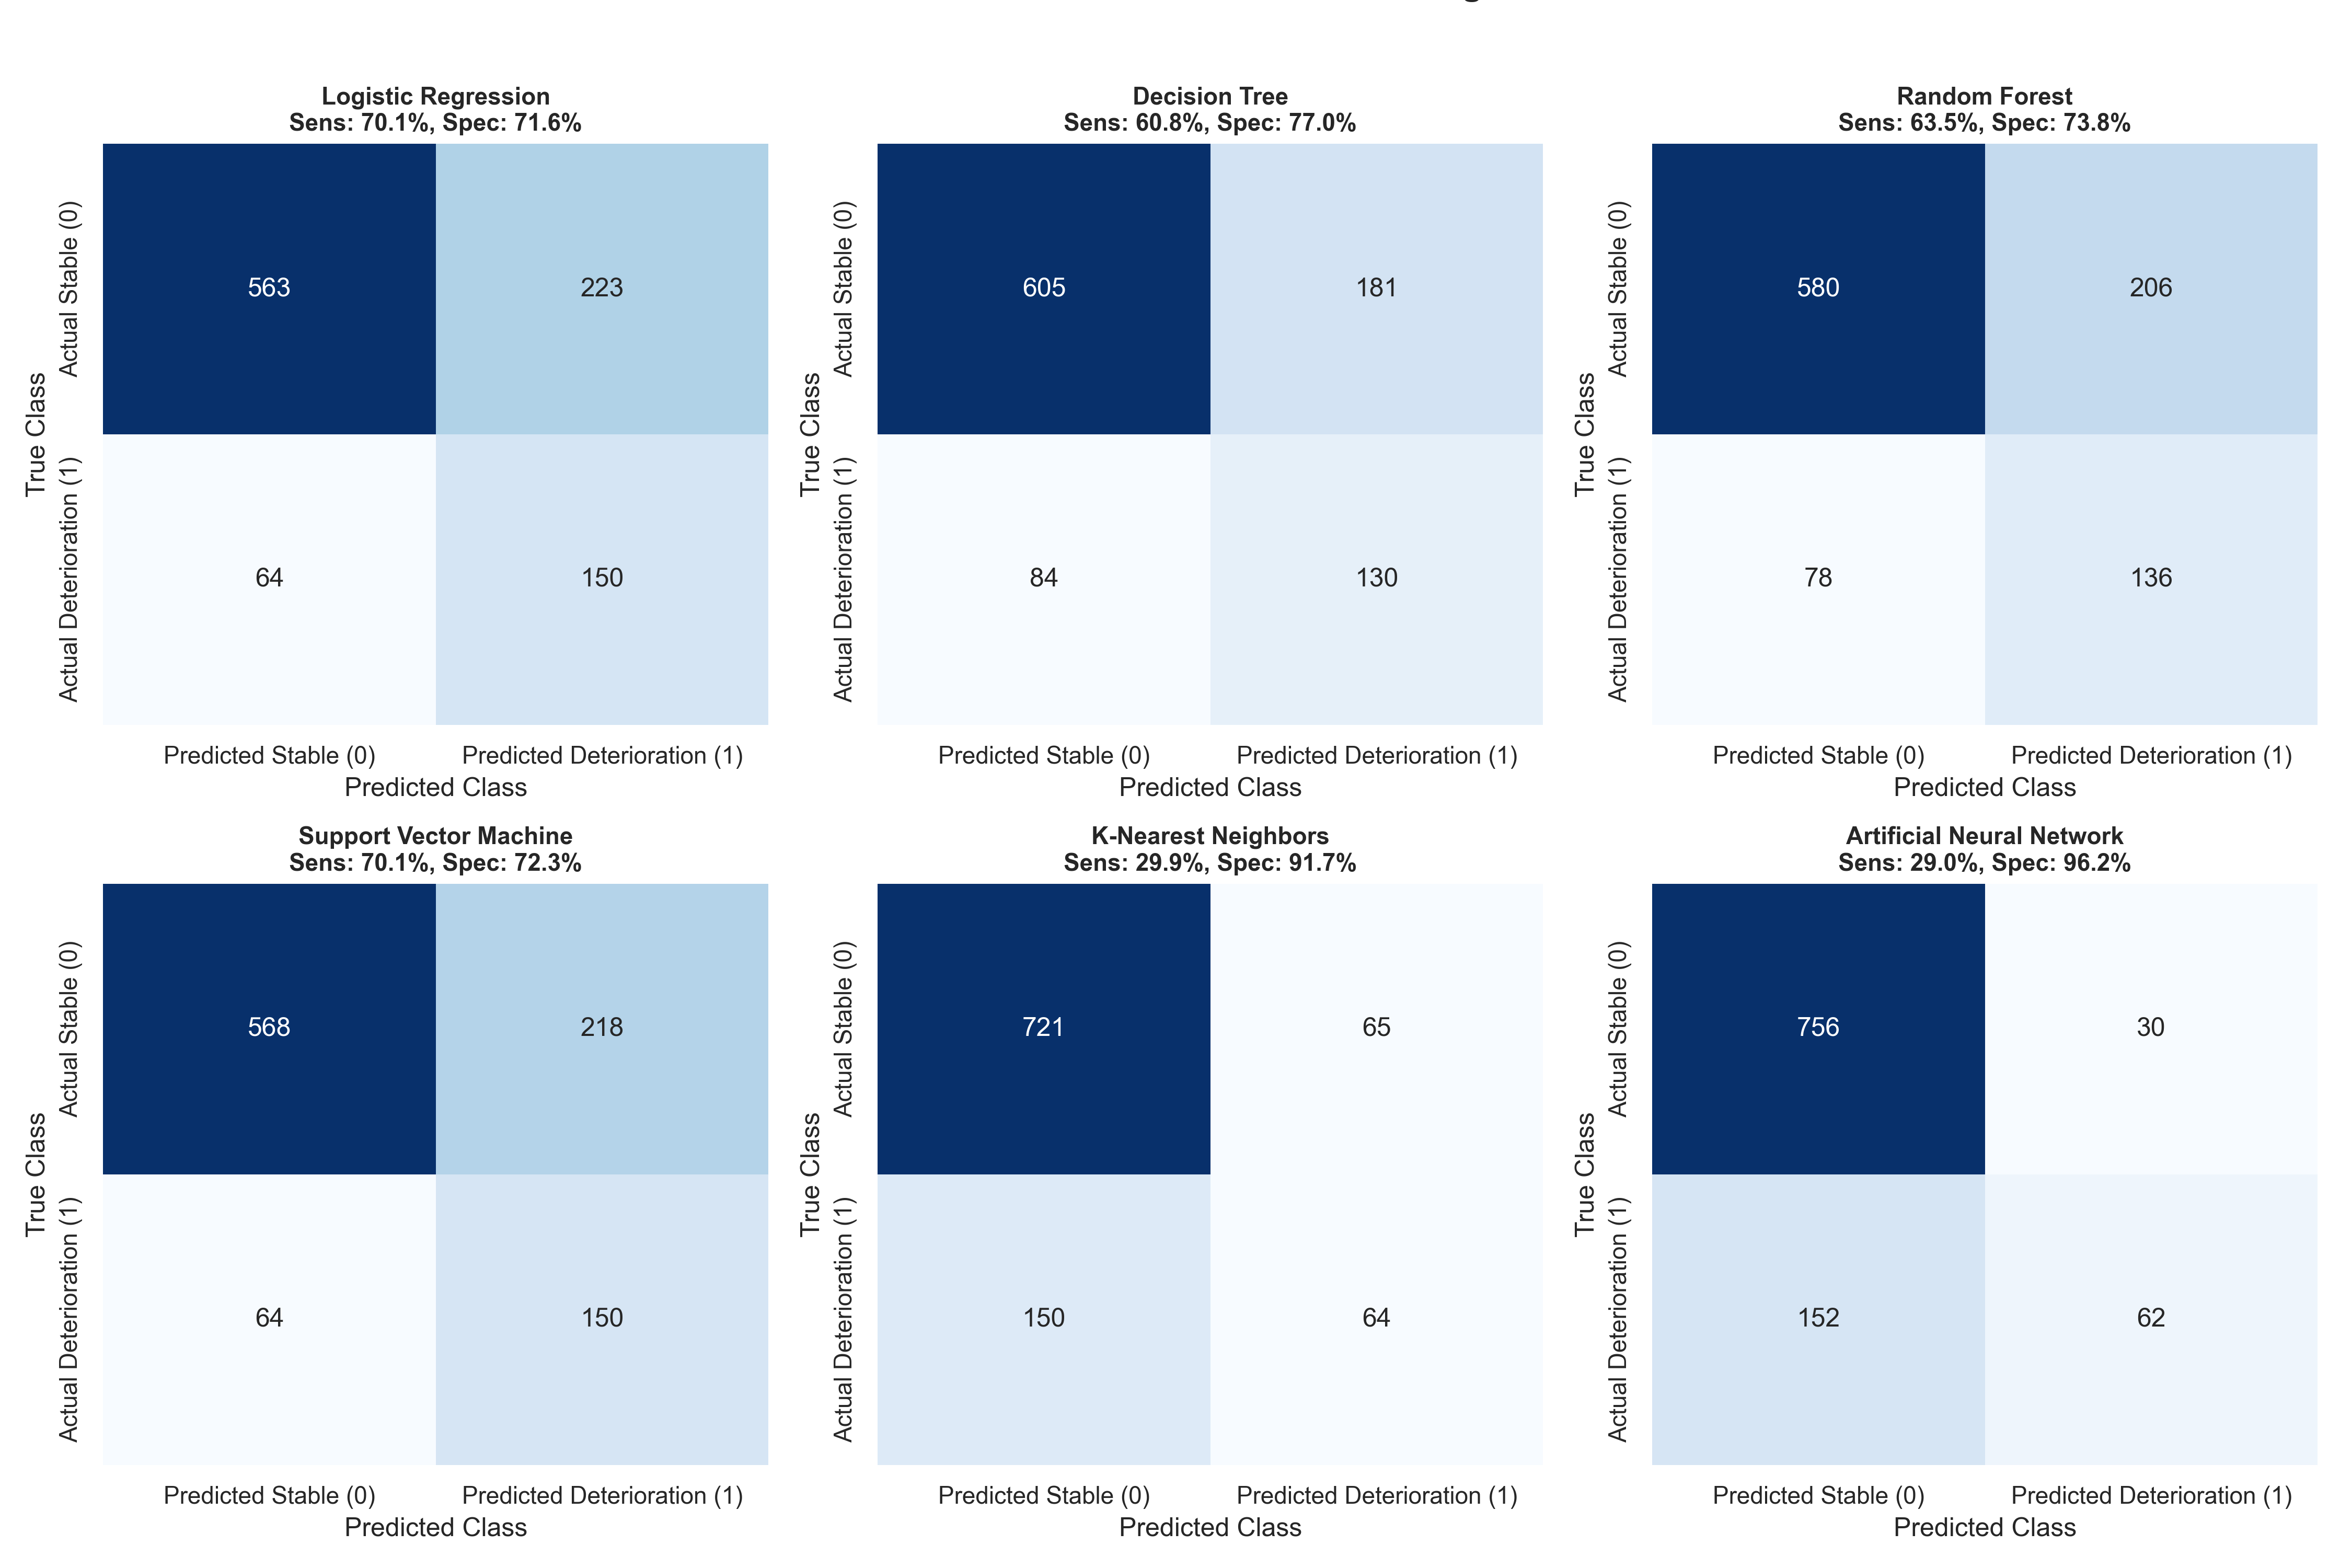 Logistic Regression
Sens: 70.1%, Spec: 71.6%
Actual Stable (0)
Actual Deterioration (1)
True Class
563
223
64
150
Predicted Stable (0)
Predicted Deterioration (1)
Predicted Class
Decision Tree
Sens: 60.8%, Spec: 77.0%
Actual Stable (0)
Actual Deterioration (1)
True Class
605
181
84
130
Predicted Stable (0)
Predicted Deterioration (1)
Predicted Class
Random Forest
Sens: 63.5%, Spec: 73.8%
Actual Stable (0)
Actual Deterioration (1)
True Class
580
206
78
136
Predicted Stable (0)
Predicted Deterioration (1)
Predicted Class
Support Vector Machine
Sens: 70.1%, Spec: 72.3%
Actual Stable (0)
Actual Deterioration (1)
True Class
568
218
64
150
Predicted Stable (0)
Predicted Deterioration (1)
Predicted Class
K-Nearest Neighbors
Sens: 29.9%, Spec: 91.7%
Actual Stable (0)
Actual Deterioration (1)
True Class
721
65
150
64
Predicted Stable (0)
Predicted Deterioration (1)
Predicted Class
Artificial Neural Network
Sens: 29.0%, Spec: 96.2%
Actual Stable (0)
Actual Deterioration (1)
True Class
756
30
152
62
Predicted Stable (0)
Predicted Deterioration (1)
Predicted Class